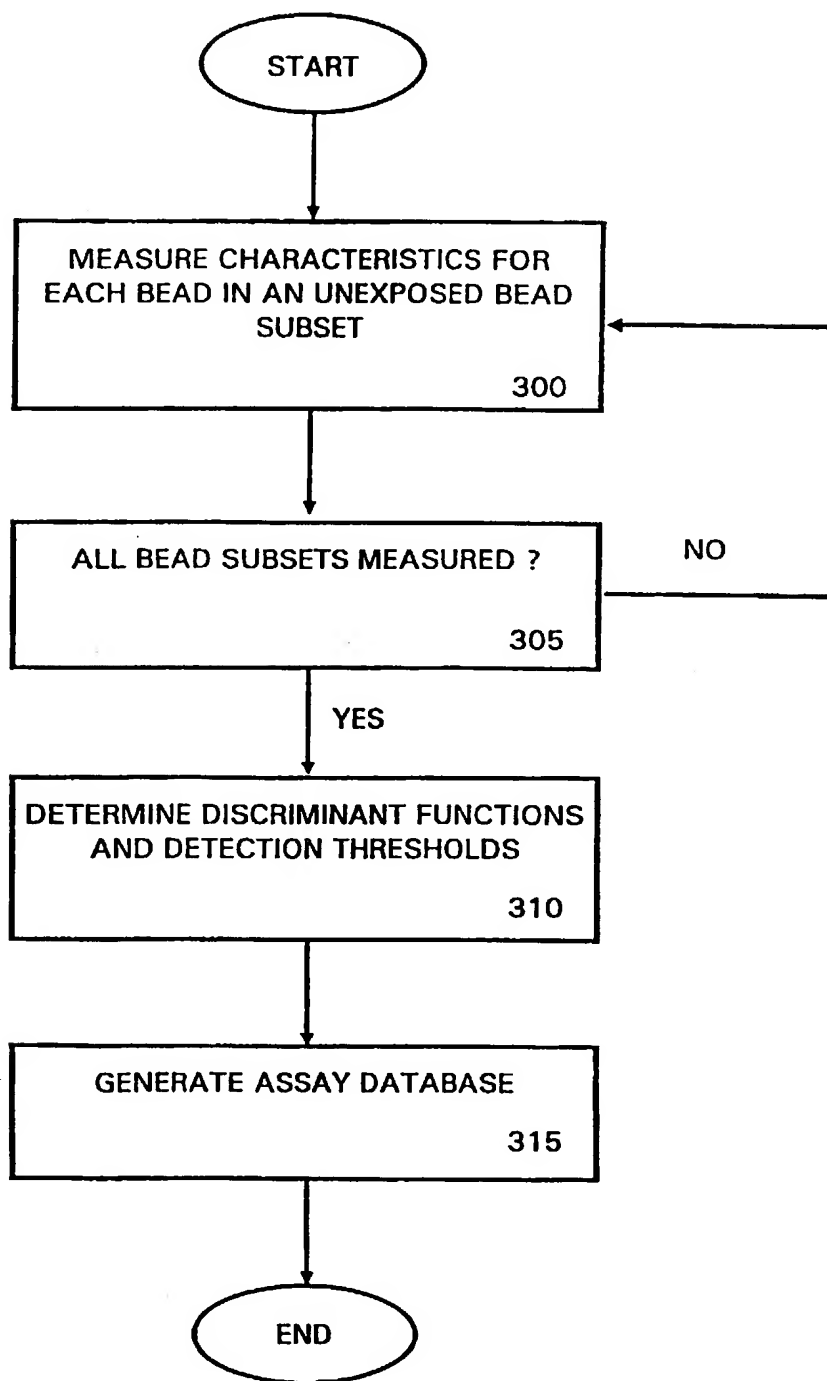 START
MEASURE CHARACTERISTICS FOR
EACH BEAD IN AN UNEXPOSED BEAD
SUBSET
300
ALL BEAD SUBSETS MEASURED ?
NO
305
YES
DETERMINE DISCRIMINANT FUNCTIONS
AND DETECTION THRESHOLDS
310
GENERATE ASSAY DATABASE
315
END